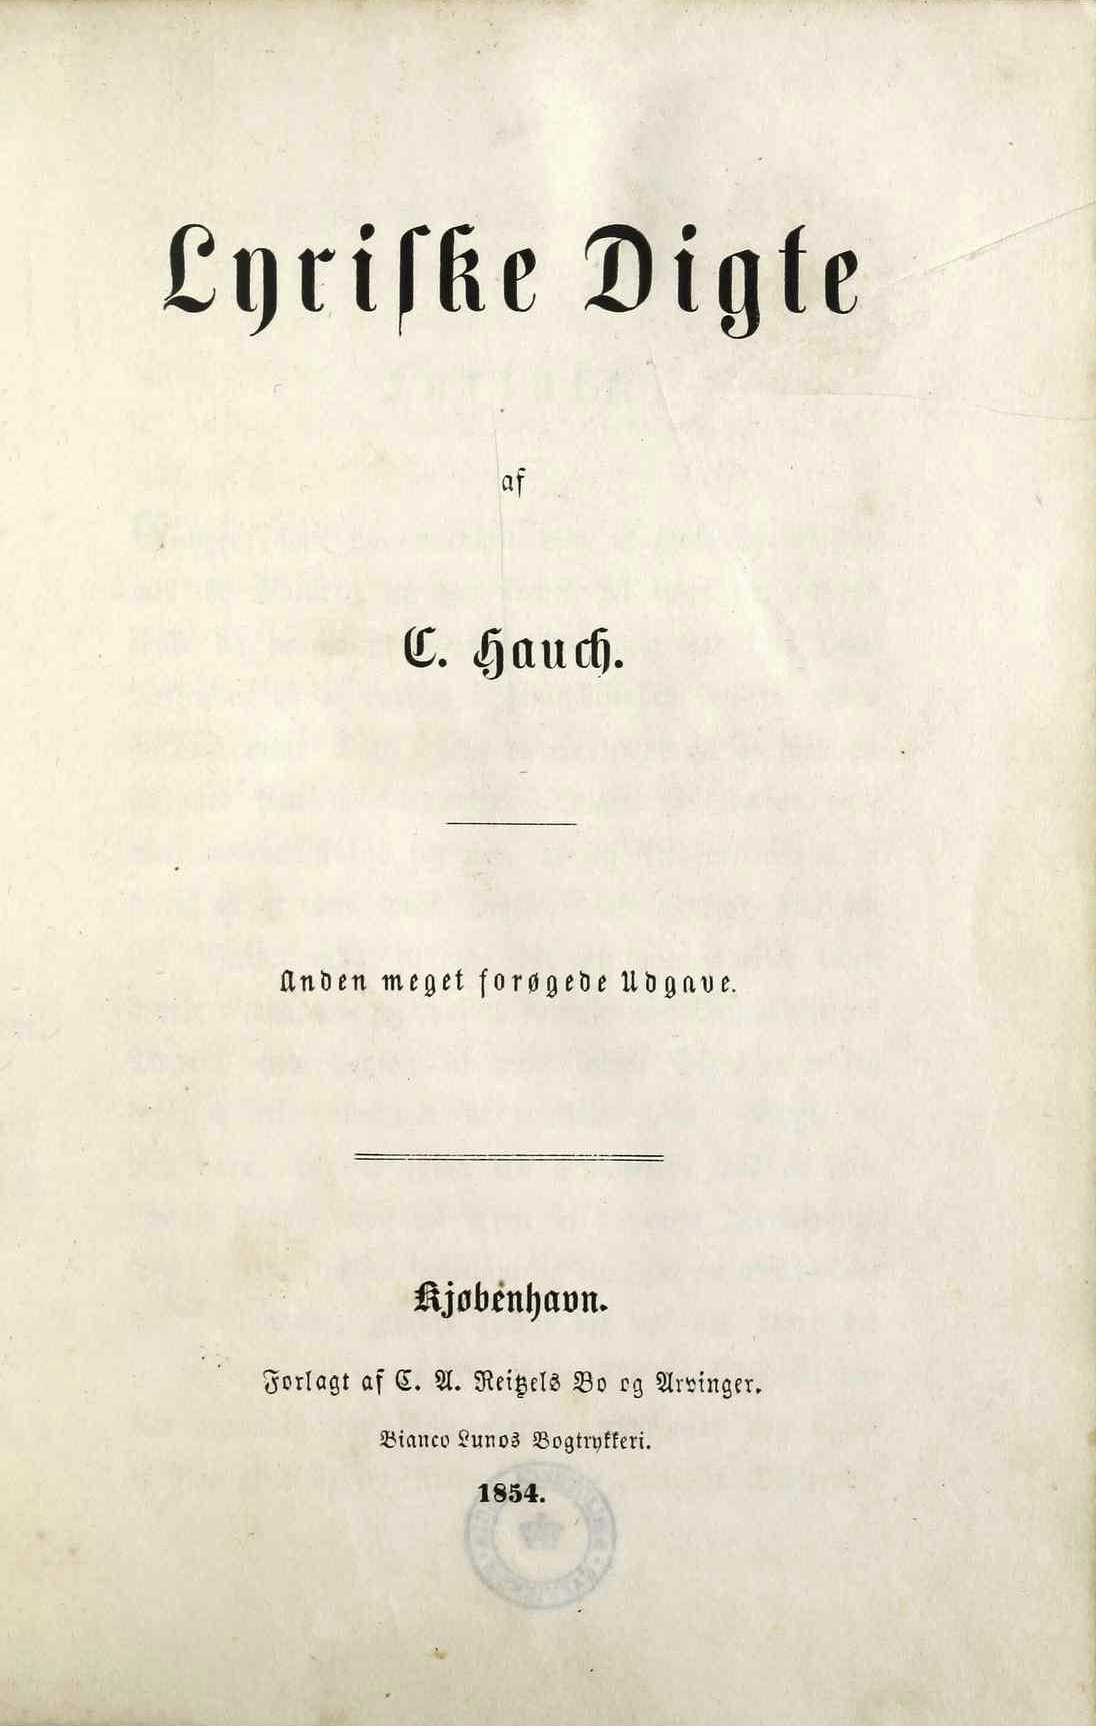 Lyriske Digte
af
C. Hauch.
Anden meget forøgede Udgave.
Kjøbenhavn.
Forlagt af C. A. Reitzels Bo og Arvinger.
Bianco Lunos Bogtrykkeri.
1854.